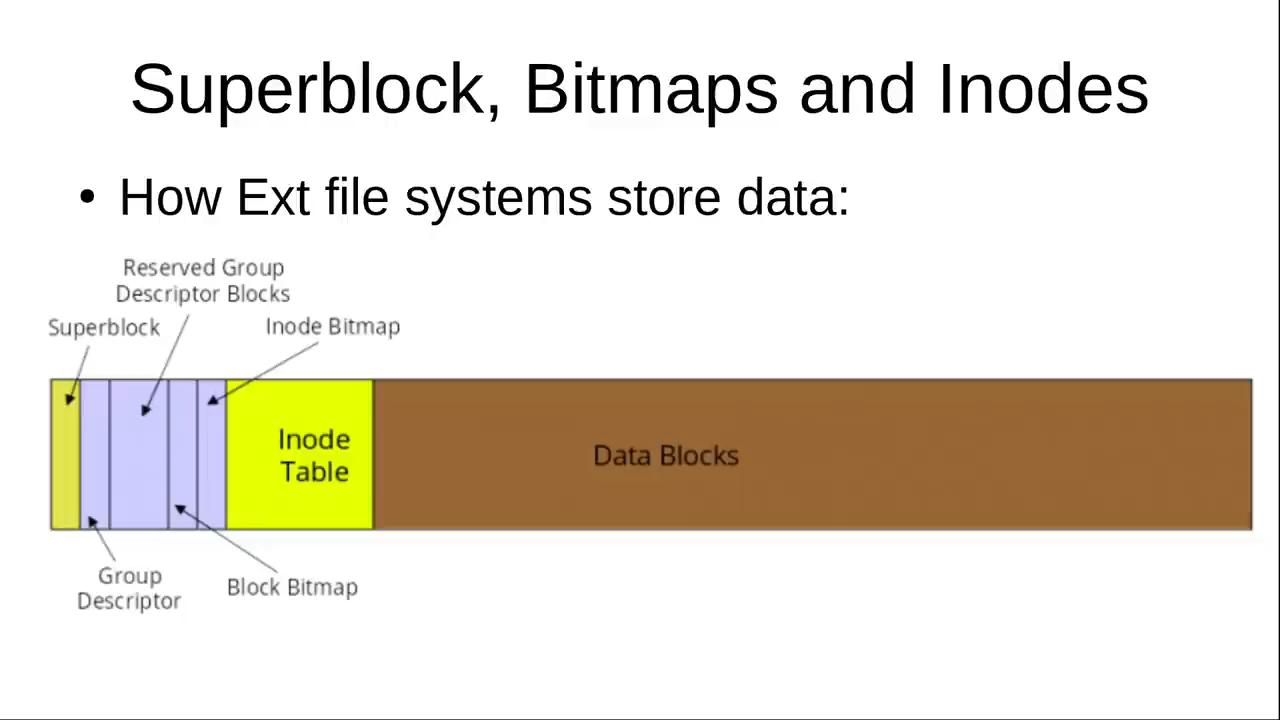 Superblock, Bitmaps and Inodes
• How Ext file systems store data:
Reserved Group
Descriptor Blocks
Superblock
Inode Bitmap
Inode
Table
Data Blocks
Group
Descriptor
Block Bitmap